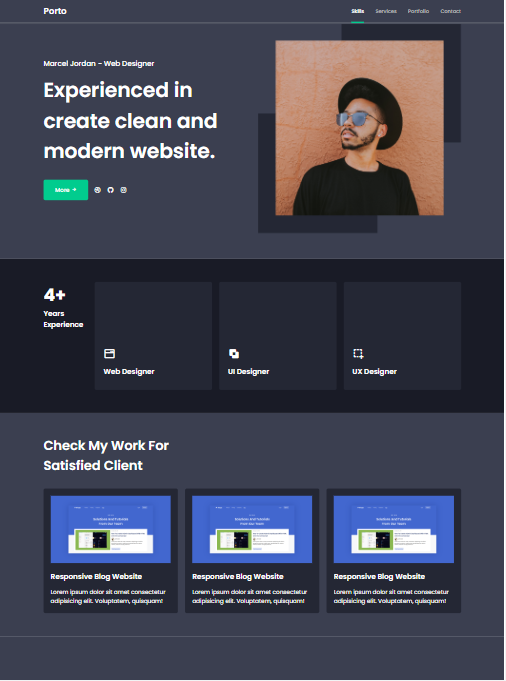 Porto
Skills Services Portfolio Contact
Marcel Jordan - Web Designer
Experienced in
create clean and
modern website.
More
4+
Years
Experience
Web Designer
UI Designer
UX Designer
Check My Work For
Satisfied Client
Responsive Blog Website
Lorem ipsum dolor sit amet consectetur
adipisicing elit. Voluptatem, quisquam!
Responsive Blog Website
Lorem ipsum dolor sit amet consectetur
adipisicing elit. Voluptatem, quisquam!
Responsive Blog Website
Lorem ipsum dolor sit amet consectetur
adipisicing elit. Voluptatem, quisquam!